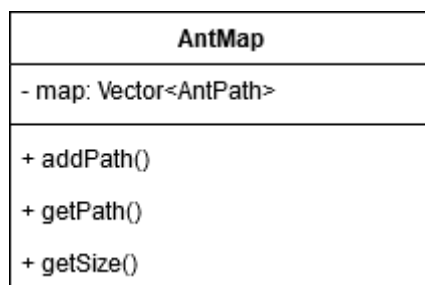 AntMap
- map: Vector<AntPath>
+ addPath()
+ getPath()
+ getSize()